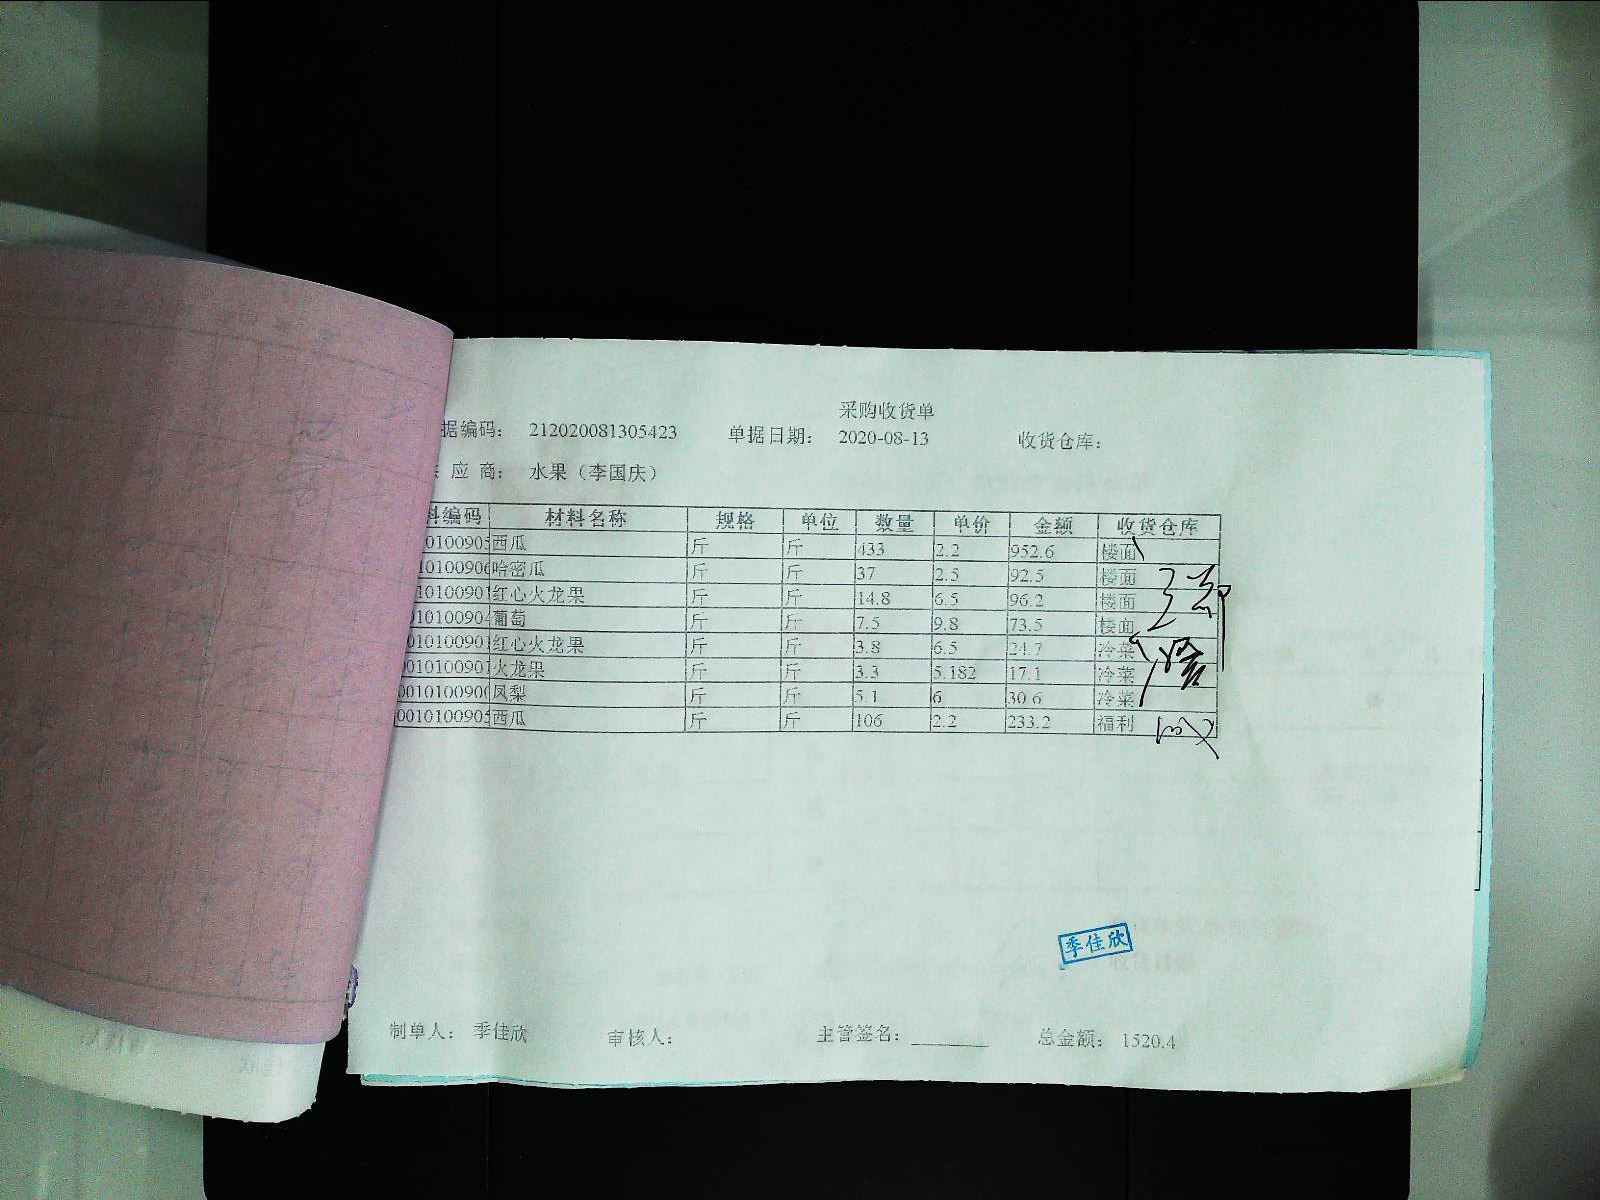 采购收货单
据编码: 212020081305423 单据日期: 2020-08-13 收货仓库:
应 商: 水果（李国庆）
料编码 材料名称 规格 单位 数量 单价 金额 收货仓库
010090 西瓜 斤 斤 433 2.2 952.6 楼面
1010090 哈密瓜 斤 斤 37 2.5 92.5 楼面
1010090 红心火龙果 斤 斤 14.8 6.5 96.2 楼面
01010090 葡萄 斤 斤 7.5 9.8 73.5 楼面
01010090 红心火龙果 斤 斤 3.8 6.5 24.7 冷菜
01010090 火龙果 斤 斤 3.3 5.182 17.1 冷菜
001010090 凤梨 斤 斤 5.1 6 30.6 冷菜
001010090 西瓜 斤 斤 106 2.2 233.2 福利
季佳欣
制单人: 季佳欣 审核人: 主管签名: 总金额: 1520.4